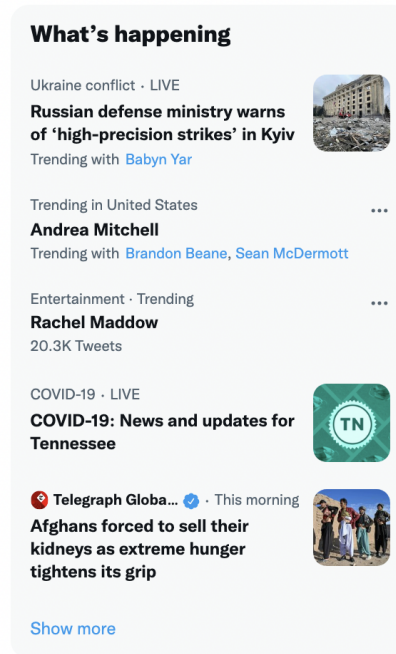 What's happening
Ukraine conflict · LIVE
Russian defense ministry warns
of ‘high-precision strikes’ in Kyiv
Trending with Babyn Yar
Trending in United States
Andrea Mitchell
Trending with Brandon Beane, Sean McDermott
Entertainment · Trending
Rachel Maddow
20.3K Tweets
COVID-19 · LIVE
COVID-19: News and updates for
Tennessee
TN
Telegraph Globa... · This morning
Afghans forced to sell their
kidneys as extreme hunger
tightens its grip
Show more